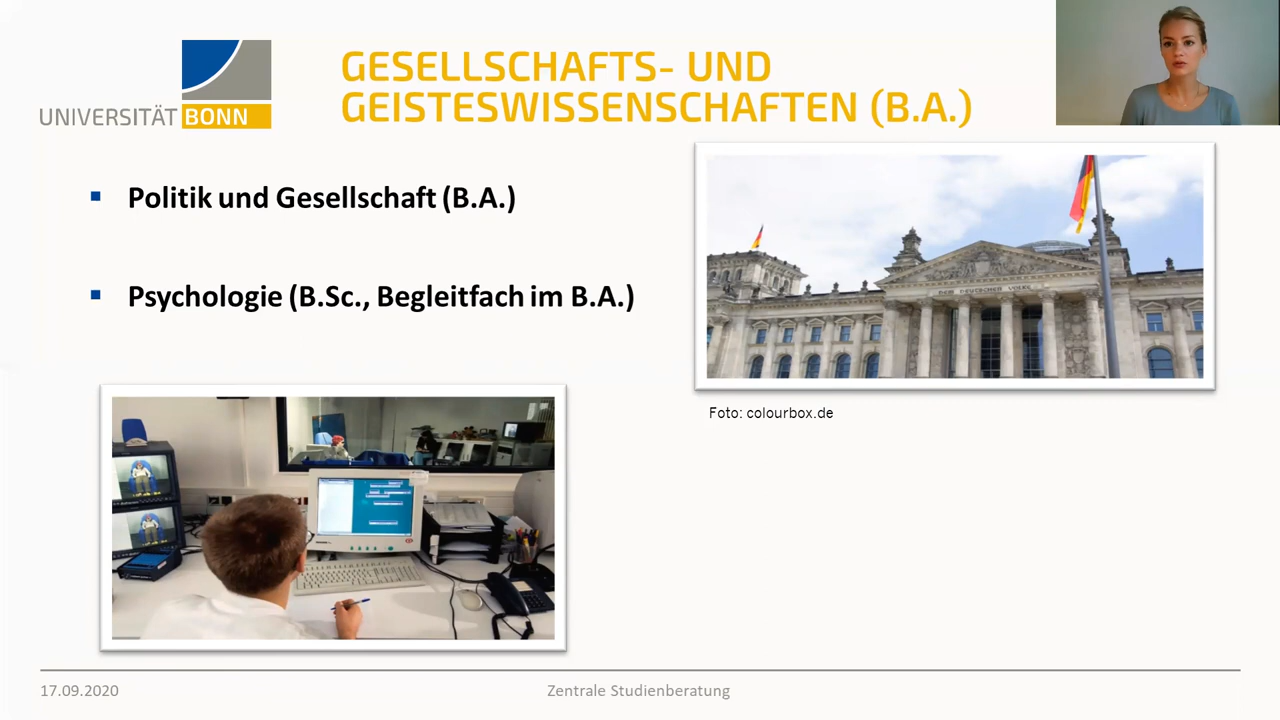 UNIVERSITÄT BONN
GESELLSCHAFTS- UND
GEISTESWISSENSCHAFTEN (B.A.)
Politik und Gesellschaft (B.A.)
Psychologie (B.Sc., Begleitfach im B.A.)
DEM DEUTSCHEN VOLKE
Foto: colourbox.de
17.09.2020
Zentrale Studienberatung